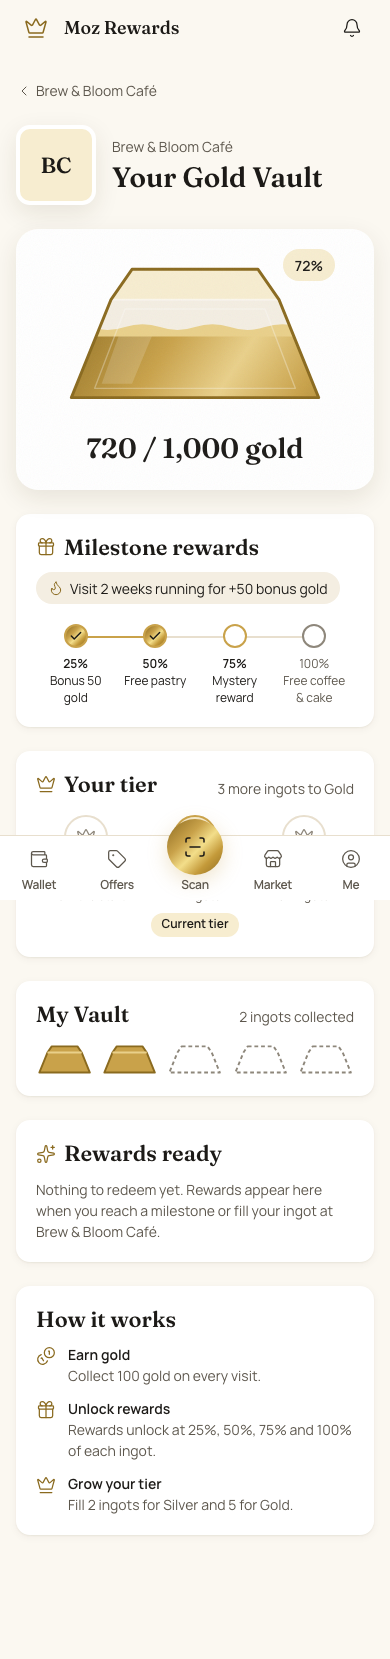 Moz Rewards
Brew & Bloom Café
BC
Brew & Bloom Café
Your Gold Vault
72%
720 / 1,000 gold
Milestone rewards
Visit 2 weeks running for +50 bonus gold
25%
Bonus 50
gold
50%
Free pastry
75%
Mystery
reward
100%
Free coffee
& cake
Your tier
3 more ingots to Gold
Wallet
Offers
Scan
Market
Me
Current tier
My Vault
2 ingots collected
Rewards ready
Nothing to redeem yet. Rewards appear here
when you reach a milestone or fill your ingot at
Brew & Bloom Café.
How it works
Earn gold
Collect 100 gold on every visit.
Unlock rewards
Rewards unlock at 25%, 50%, 75% and 100%
of each ingot.
Grow your tier
Fill 2 ingots for Silver and 5 for Gold.